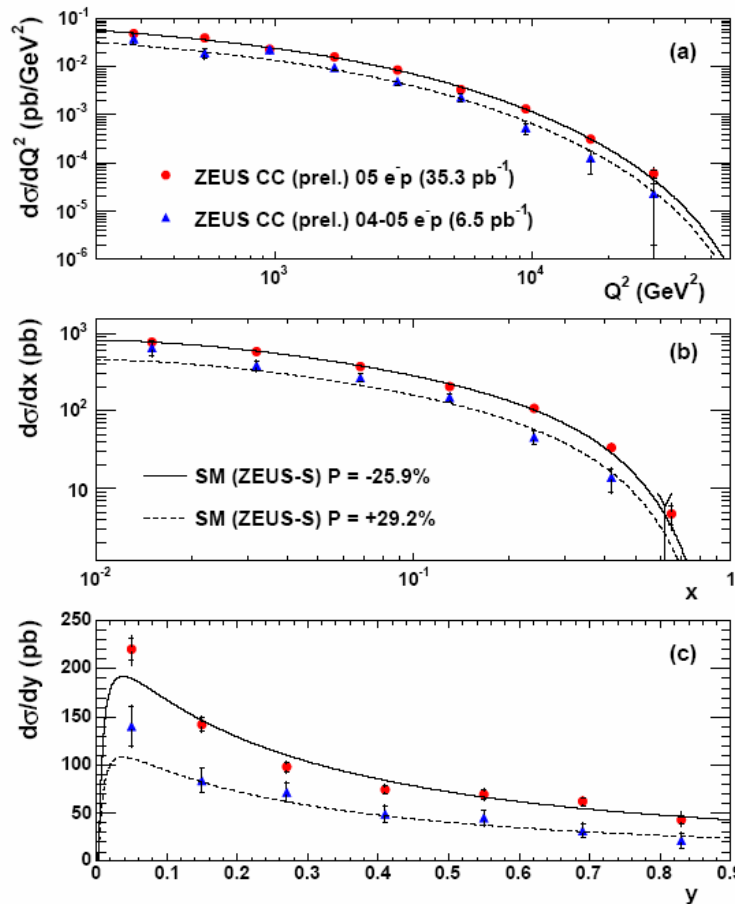 dσ/dQ² (pb/GeV²)
10⁻¹
10⁻²
10⁻³
10⁻⁴
10⁻⁵
10⁻⁶
(a)
ZEUS CC (prel.) 05 e⁻p (35.3 pb⁻¹)
ZEUS CC (prel.) 04-05 e⁻p (6.5 pb⁻¹)
10³
10⁴
Q² (GeV²)
dσ/dx (pb)
10³
10²
10
(b)
SM (ZEUS-S) P = -25.9%
SM (ZEUS-S) P = +29.2%
10⁻²
10⁻¹
1
x
dσ/dy (pb)
250
200
150
100
50
0
(c)
0 0.1 0.2 0.3 0.4 0.5 0.6 0.7 0.8 0.9
y